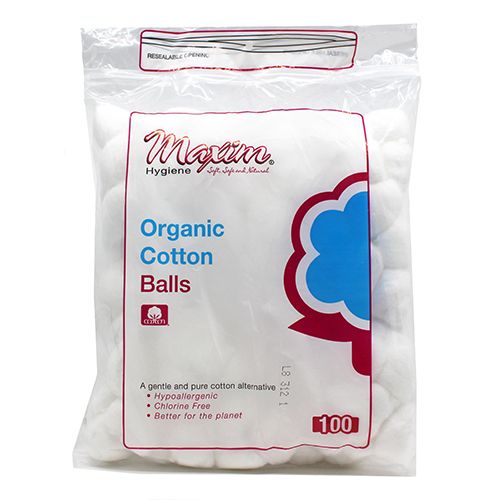 RESEALABLE OPENING
Maxim®
Hygiene Soft, Safe and Natural
Organic
Cotton
Balls
cotton
L8 312 1
A gentle and pure cotton alternative
• Hypoallergenic
• Chlorine Free
• Better for the planet
100